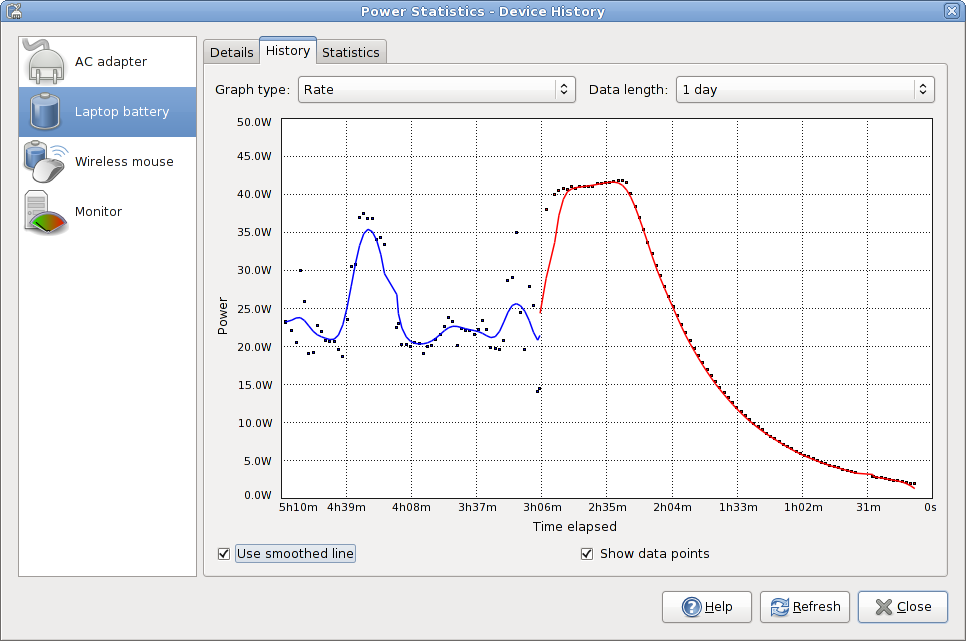 Power Statistics - Device History
AC adapter
Laptop battery
Wireless mouse
Monitor
Details History Statistics
Graph type: Rate Data length: 1 day
50.0W
45.0W
40.0W
35.0W
30.0W
25.0W
20.0W
15.0W
10.0W
5.0W
0.0W
Power
5h10m 4h39m 4h08m 3h37m 3h06m 2h35m 2h04m 1h33m 1h02m 31m 0s
Time elapsed
Use smoothed line Show data points
Help Refresh Close